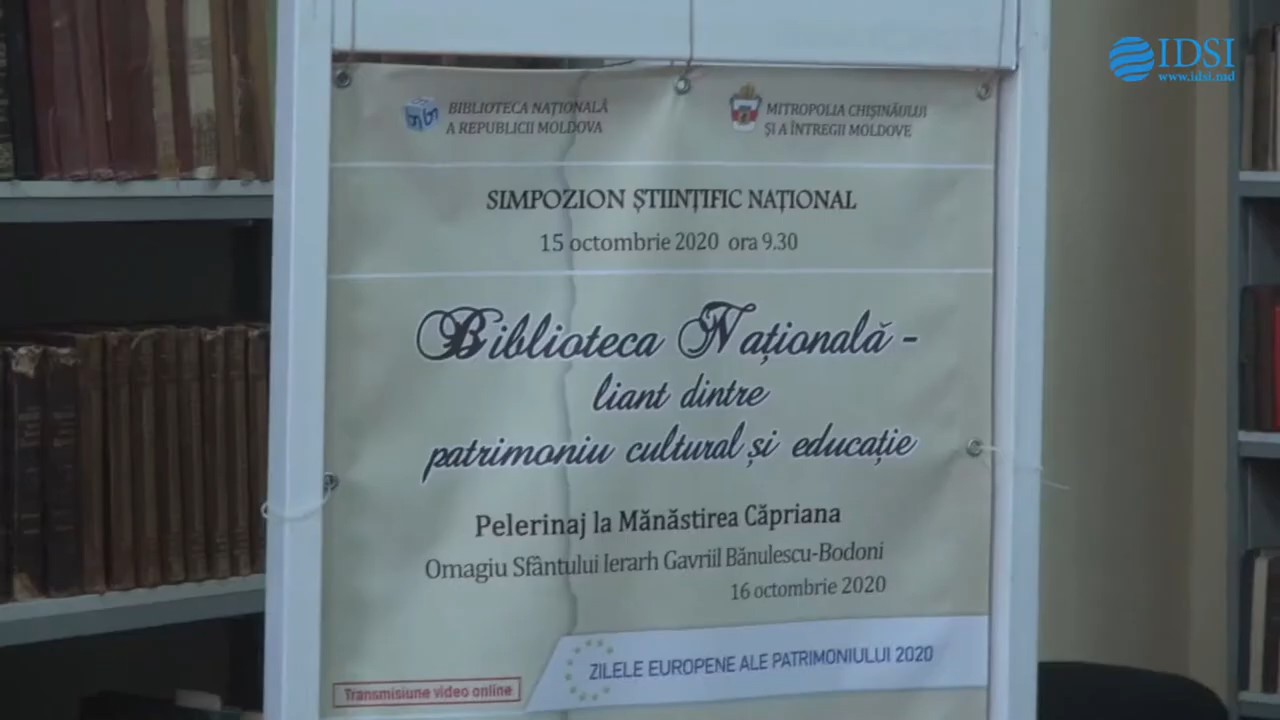 IDSI
www.idsi.md
BIBLIOTECA NAȚIONALĂ
A REPUBLICII MOLDOVA
MITROPOLIA CHIȘINĂULUI
ȘI A ÎNTREGII MOLDOVE
SIMPOZION ȘTIINȚIFIC NAȚIONAL
15 octombrie 2020 ora 9.30
Biblioteca Națională -
liant dintre
patrimoniu cultural și educație
Pelerinaj la Mănăstirea Căpriana
Omagiu Sfântului Ierarh Gavriil Bănulescu-Bodoni
16 octombrie 2020
ZILELE EUROPENE ALE PATRIMONIULUI 2020
Transmisiune video online